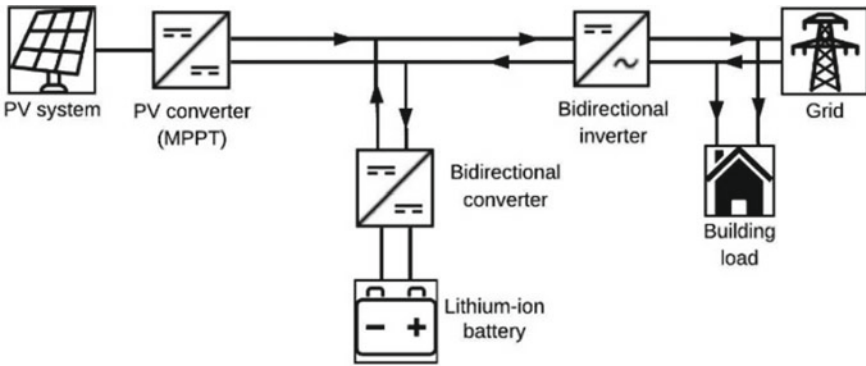 PV system
PV converter
(MPPT)
Bidirectional
inverter
Grid
Bidirectional
converter
Building
load
Lithium-ion
battery